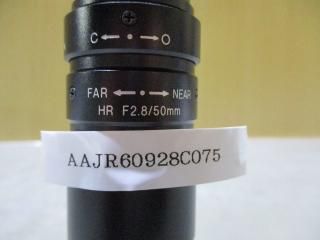 C ←•→ O
FAR ←•→ NEAR
HR F2.8/50mm
AAJR60928C075